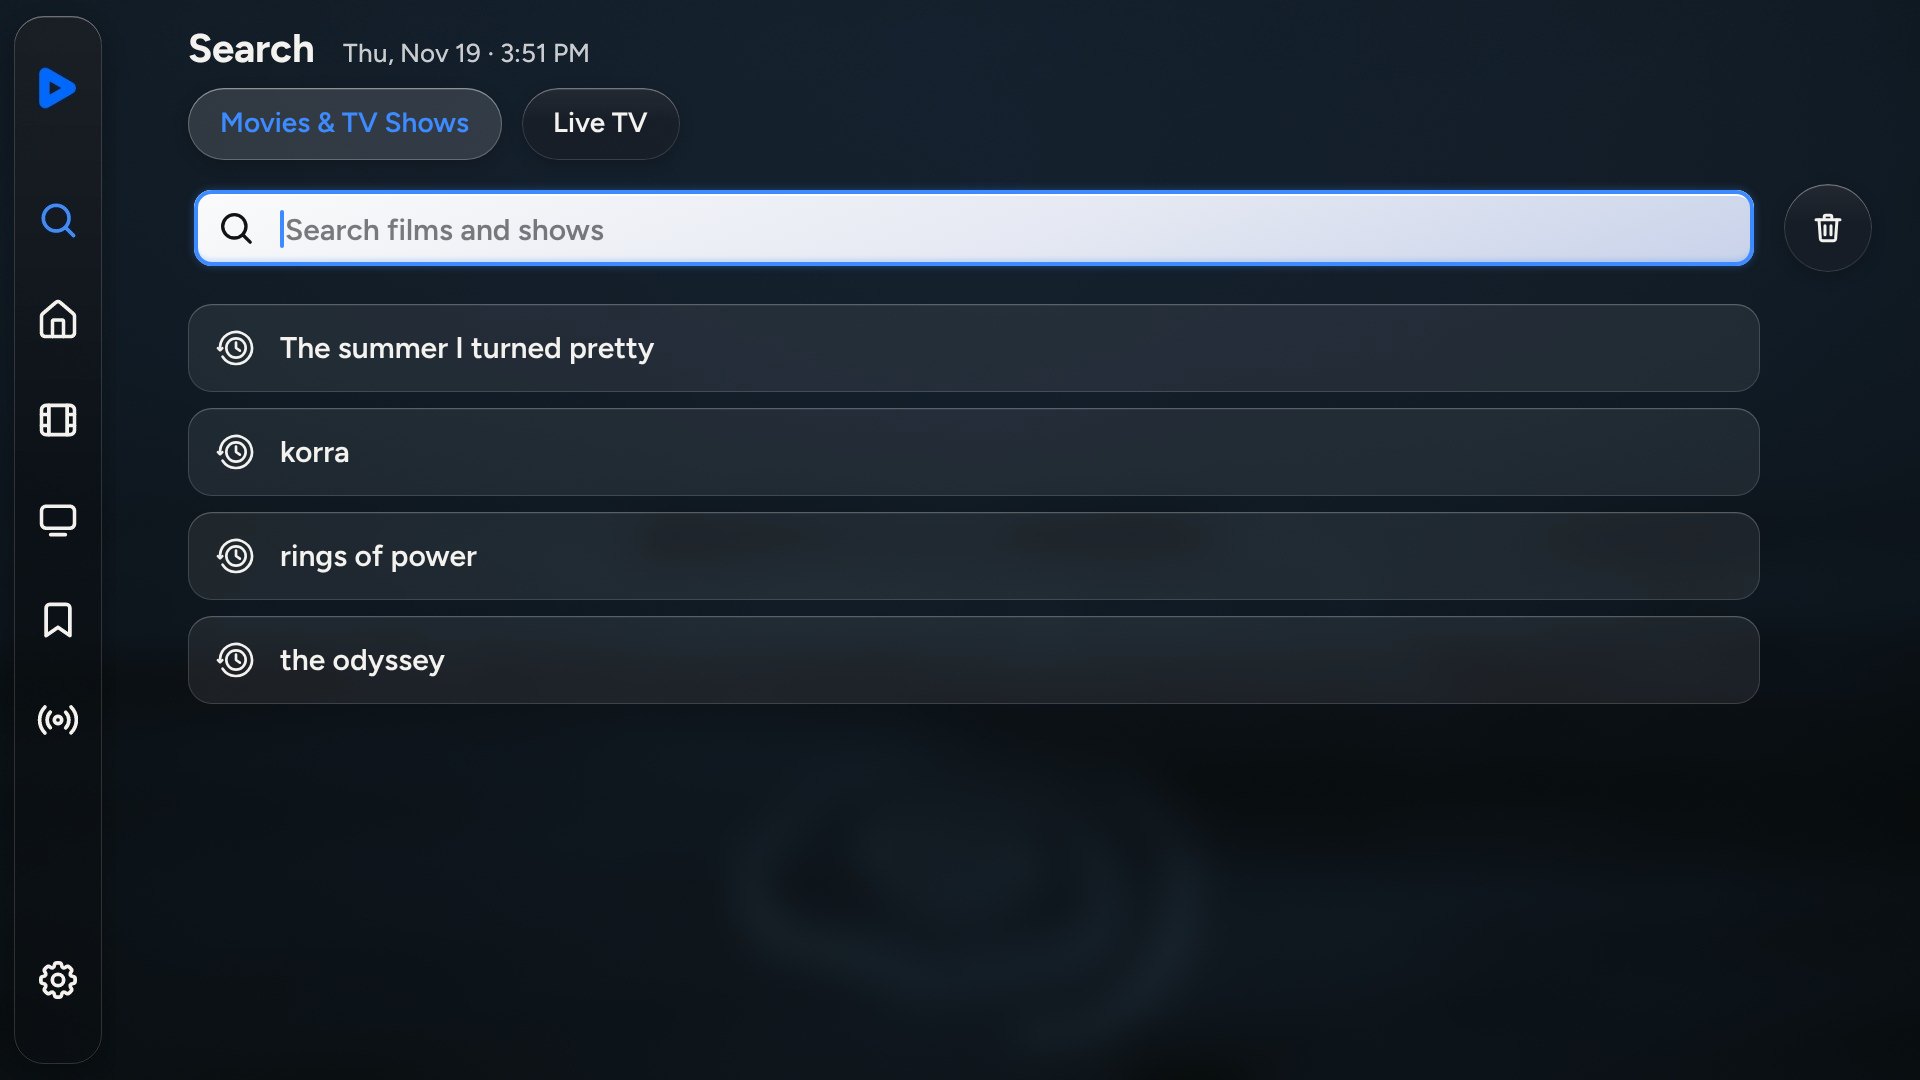 Search
Thu, Nov 19 · 3:51 PM
Movies & TV Shows
Live TV
Search films and shows
The summer I turned pretty
korra
rings of power
the odyssey